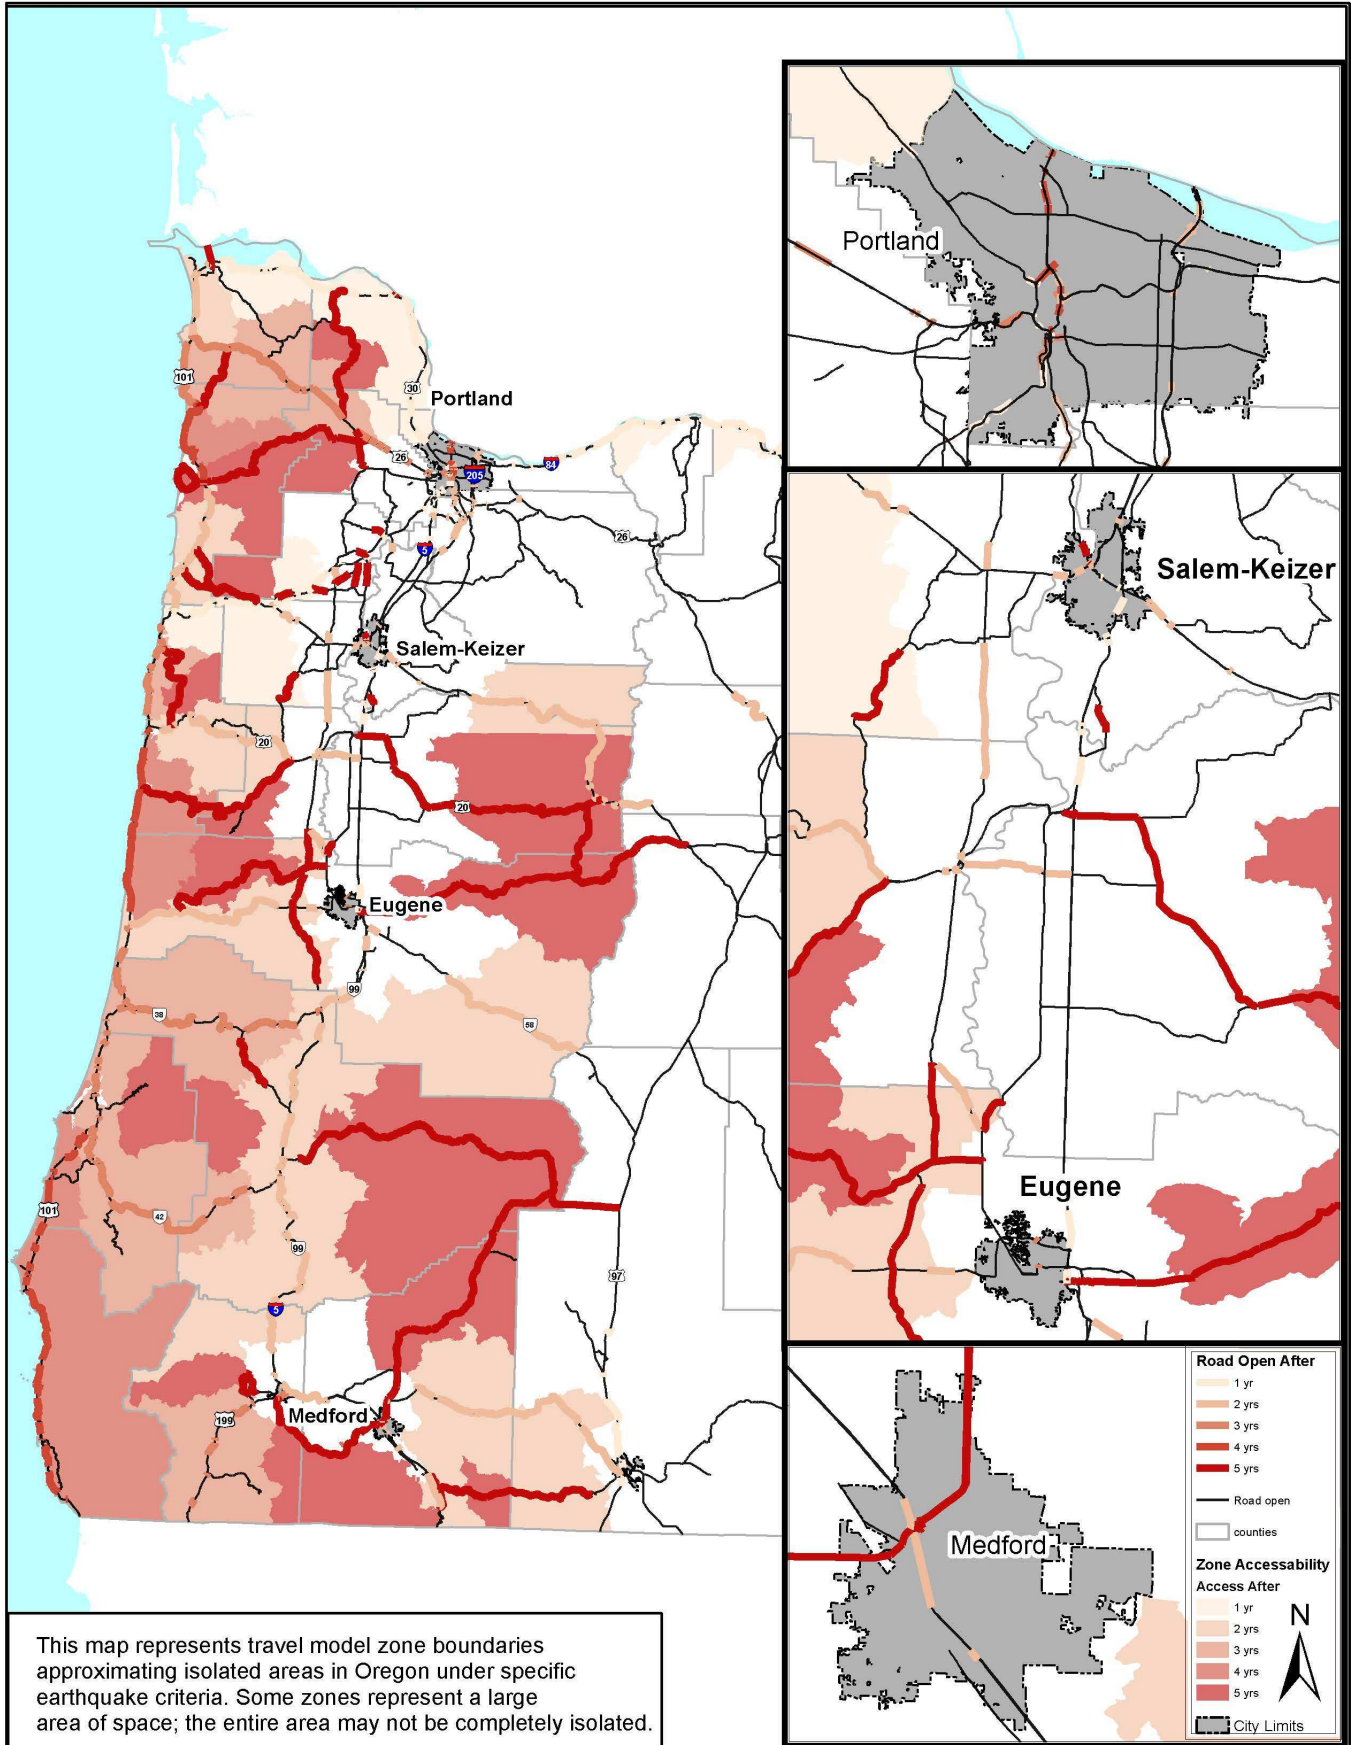 Portland
101
30
Portland
26
205
84
26
5
Salem-Keizer
Salem-Keizer
20
20
Eugene
99
38
58
Eugene
101
42
99
97
5
199
Medford
Medford
Road Open After
1 yr
2 yrs
3 yrs
4 yrs
5 yrs
Road open
counties
Zone Accessability
Access After
1 yr
2 yrs
3 yrs
4 yrs
5 yrs
City Limits
N
This map represents travel model zone boundaries
approximating isolated areas in Oregon under specific
earthquake criteria. Some zones represent a large
area of space; the entire area may not be completely isolated.